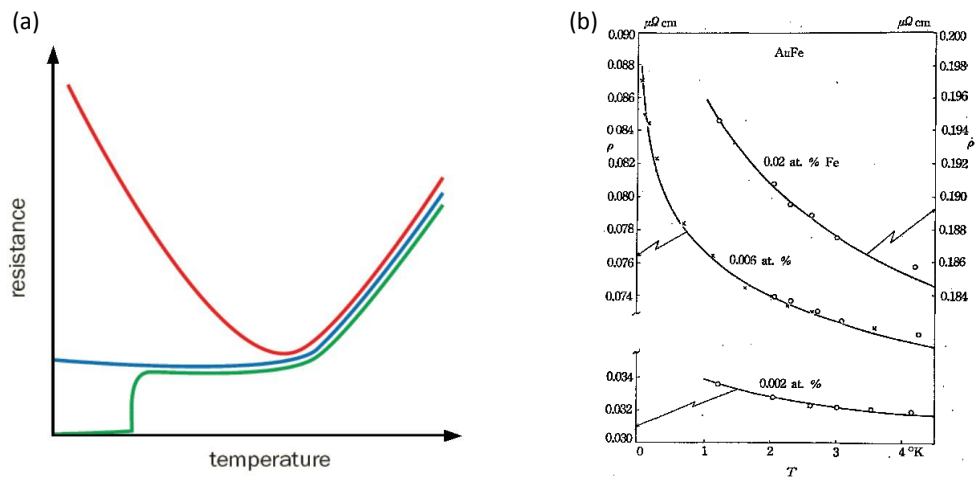 (a)
resistance
temperature
(b)
μΩ cm
μΩ cm
AuFe
0.090
0.088
0.086
0.084
ρ
0.082
0.080
0.078
0.076
0.074
0.034
0.032
0.030
0.200
0.198
0.196
0.194
ρ
0.192
0.190
0.188
0.186
0.184
0.02 at. % Fe
0.006 at. %
0.002 at. %
0
1
2
3
4 °K
T